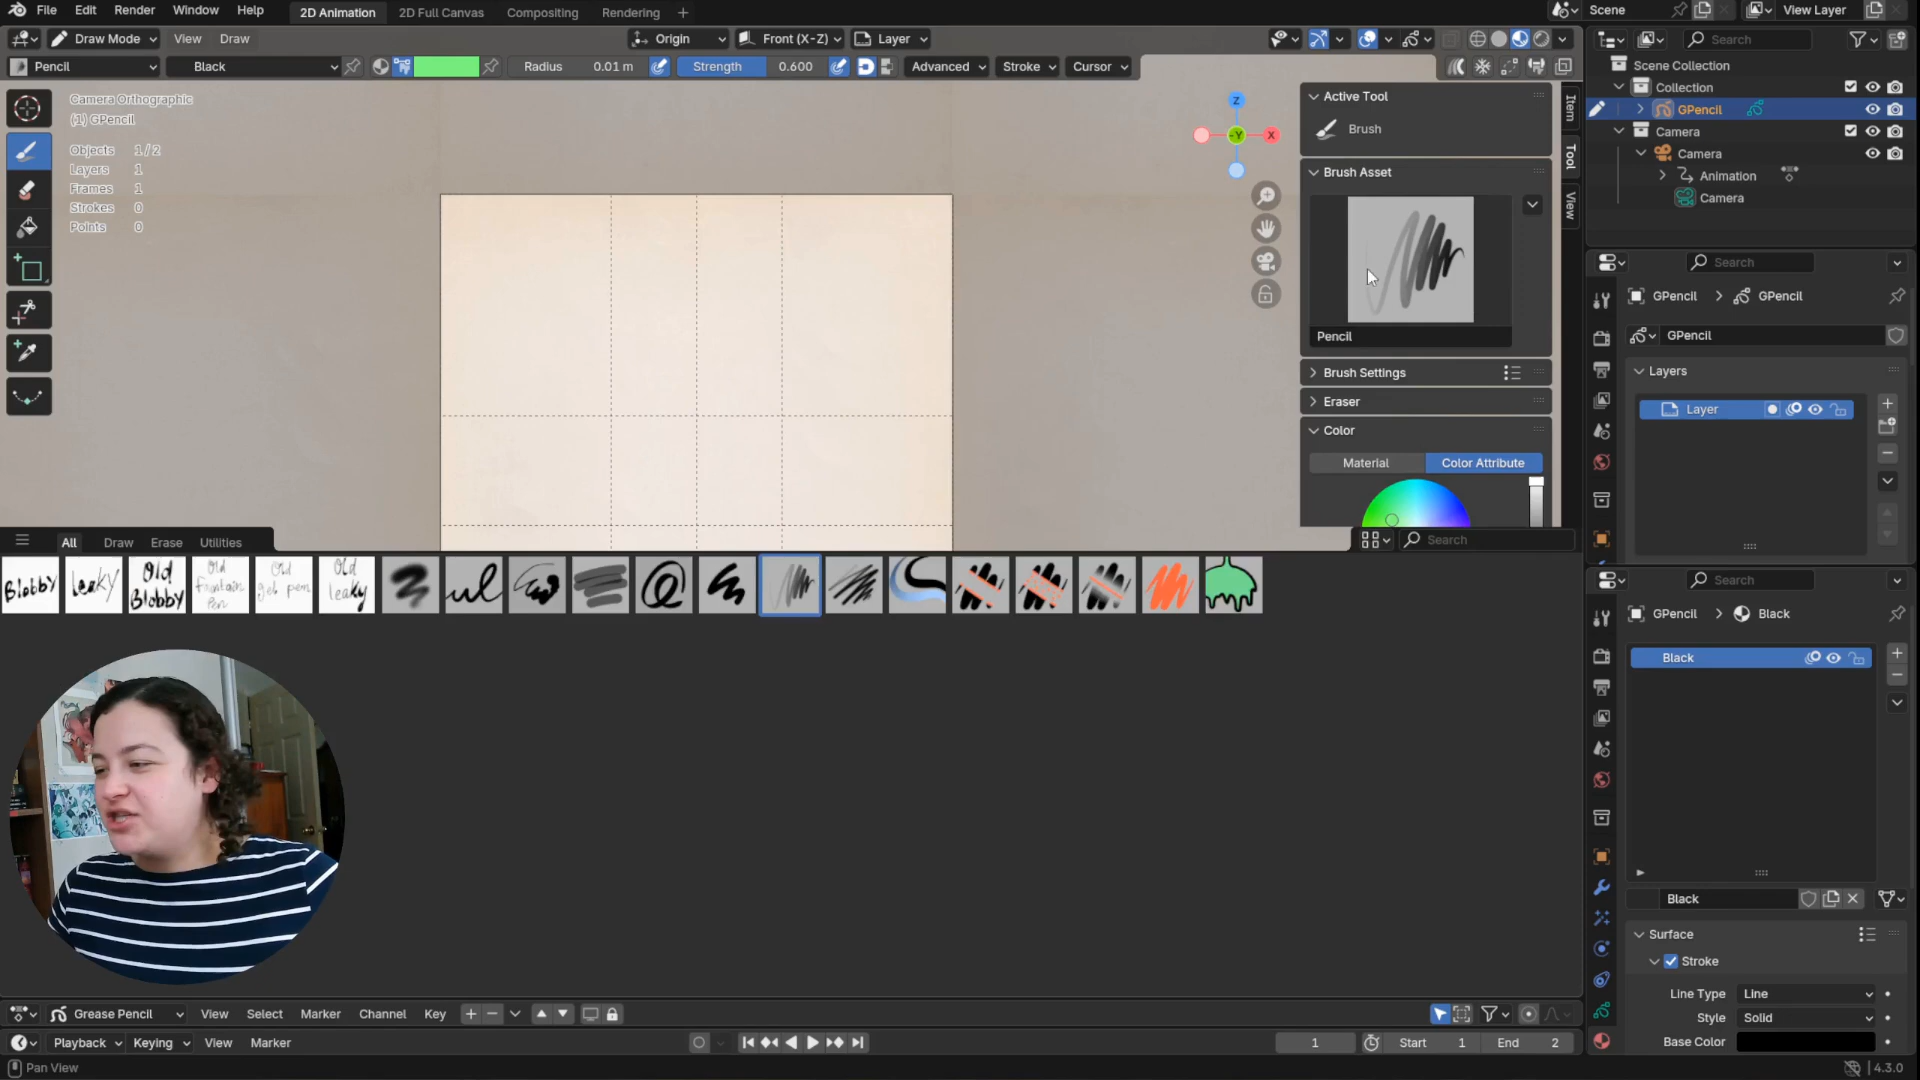 File Edit Render Window Help 2D Animation 2D Full Canvas Compositing Rendering Scene View Layer
Draw Mode View Draw Origin Front (X-Z) Layer Search
Pencil Black Radius 0.01 m Strength 0.600 Advanced Stroke Cursor
Camera Orthographic
(1) GPencil
Objects 1 / 2
Layers 1
Frames 1
Strokes 0
Points 0
Z
-Y
X
Active Tool
Brush
Brush Asset
Pencil
Brush Settings
Eraser
Color
Material Color Attribute
Item
Tool
View
Scene Collection
Collection
GPencil
Camera
Camera
Animation
Camera
Search
GPencil GPencil
GPencil
Layers
Layer
All Draw Erase Utilities Search
Blobby
leaky
Old
Blobby
Old
fountain
pen
Old
gel pen
Old
leaky
Search
GPencil Black
Black
Black
Surface
Stroke
Line Type Line
Style Solid
Base Color
Grease Pencil View Select Marker Channel Key
Playback Keying View Marker 1 Start 1 End 2
Pan View 4.3.0